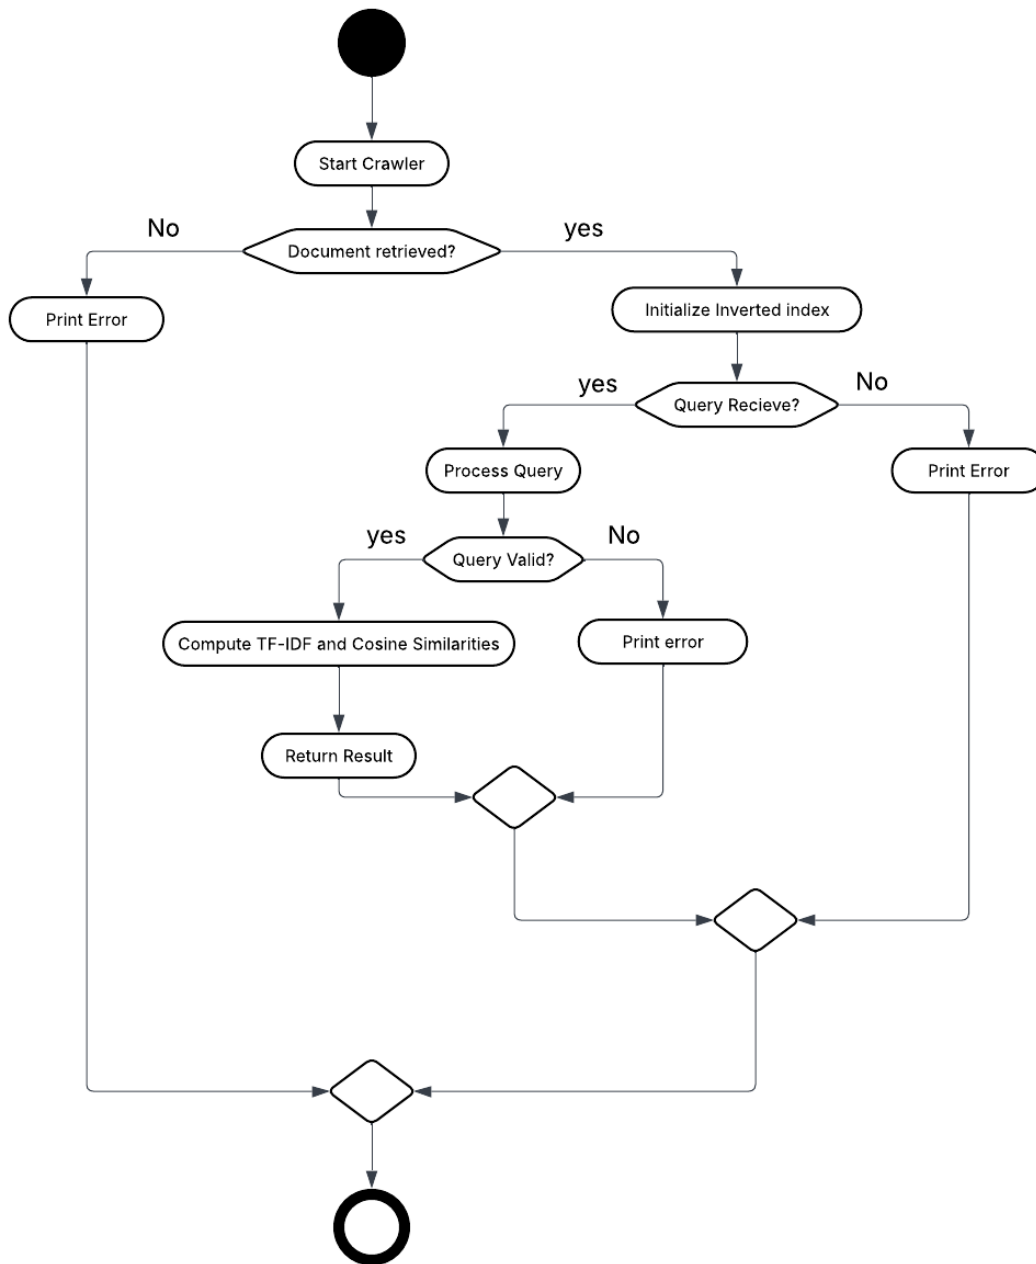 Start Crawler
No
yes
Document retrieved?
Print Error
Initialize Inverted index
yes
No
Query Recieve?
Process Query
Print Error
yes
No
Query Valid?
Compute TF-IDF and Cosine Similarities
Print error
Return Result